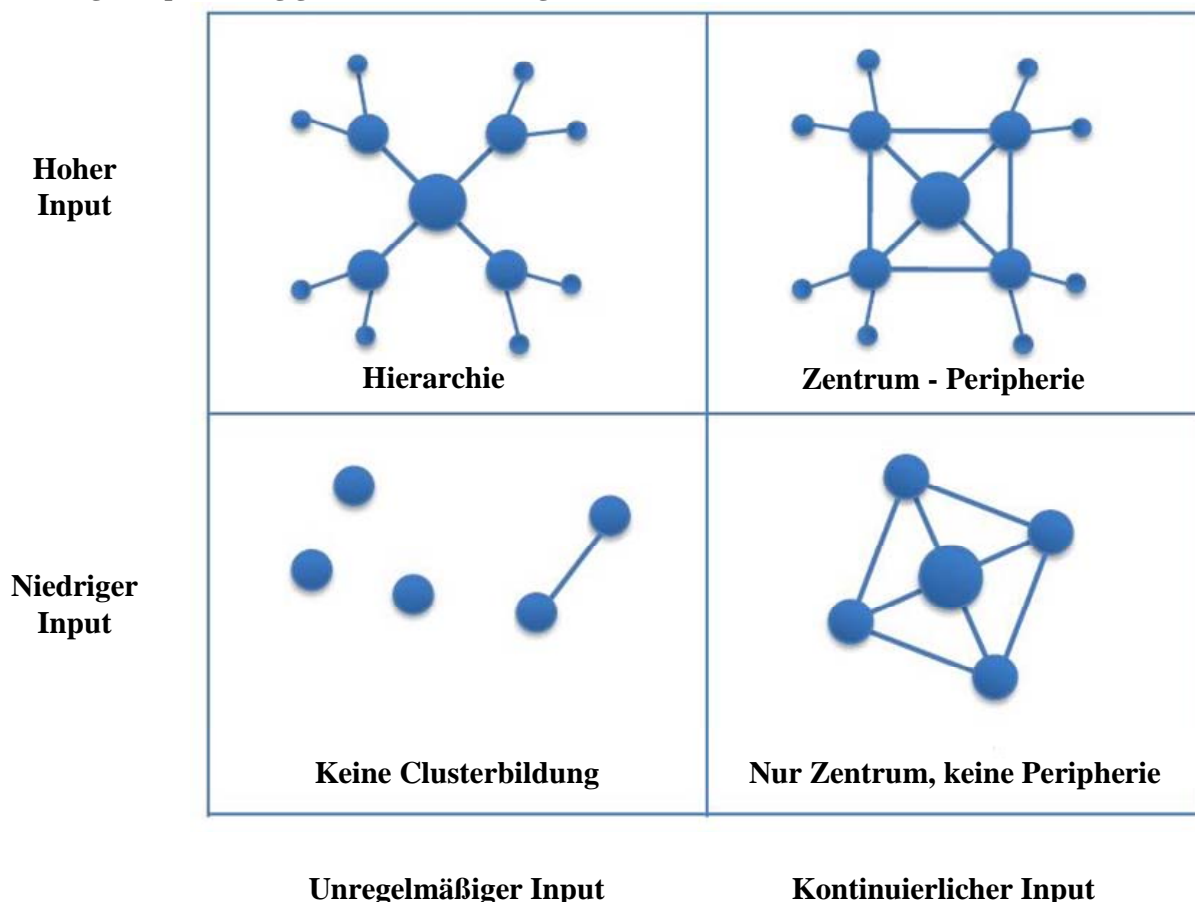 Hoher
Input
Hierarchie
Zentrum - Peripherie
Niedriger
Input
Keine Clusterbildung
Nur Zentrum, keine Peripherie
Unregelmäßiger Input
Kontinuierlicher Input